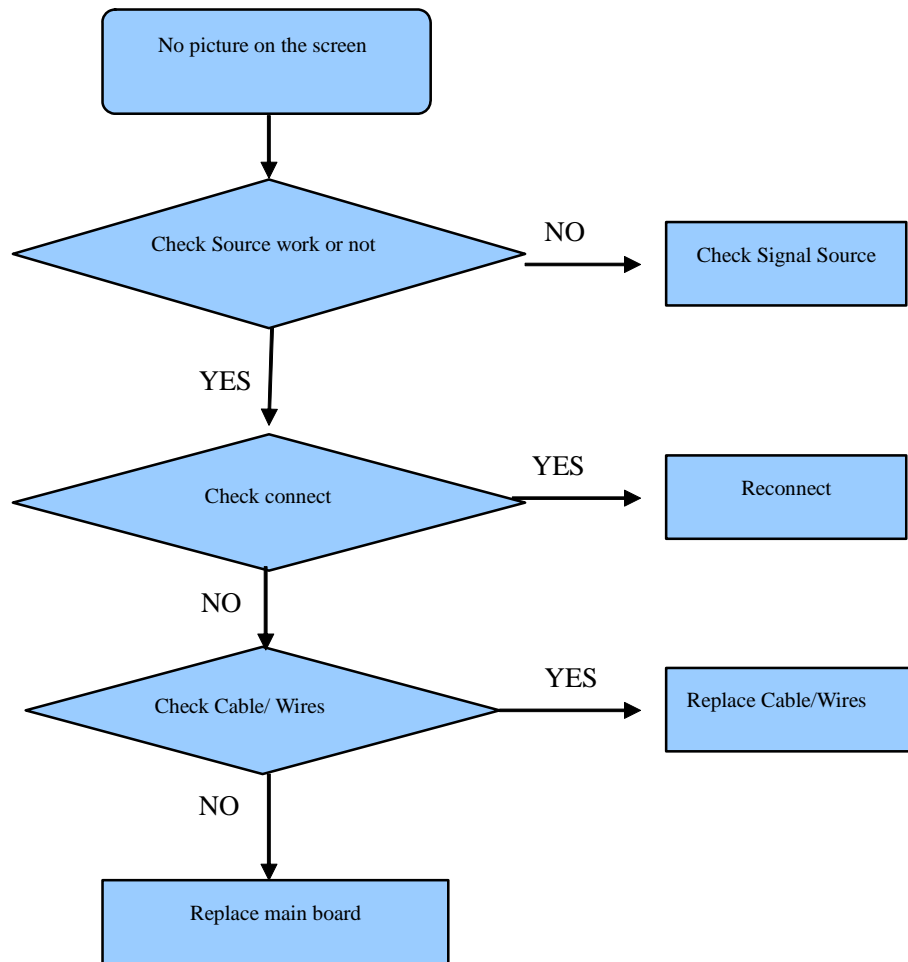 No picture on the screen
Check Source work or not
NO
Check Signal Source
YES
Check connect
YES
Reconnect
NO
Check Cable/ Wires
YES
Replace Cable/Wires
NO
Replace main board